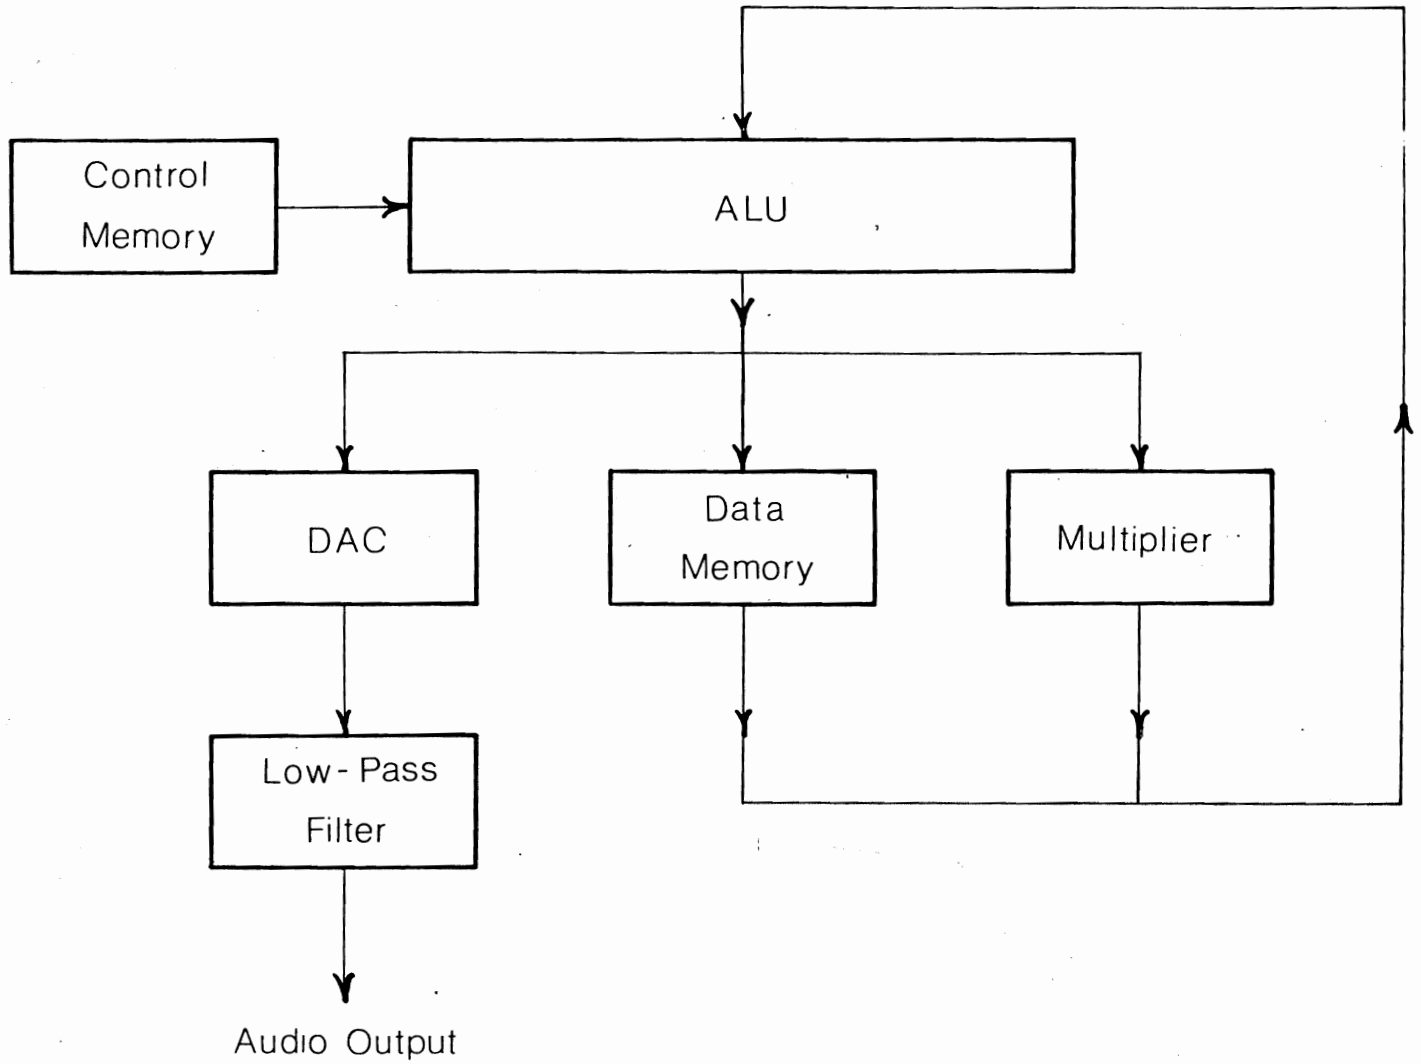 Control
Memory
ALU
DAC
Data
Memory
Multiplier
Low-Pass
Filter
Audio Output